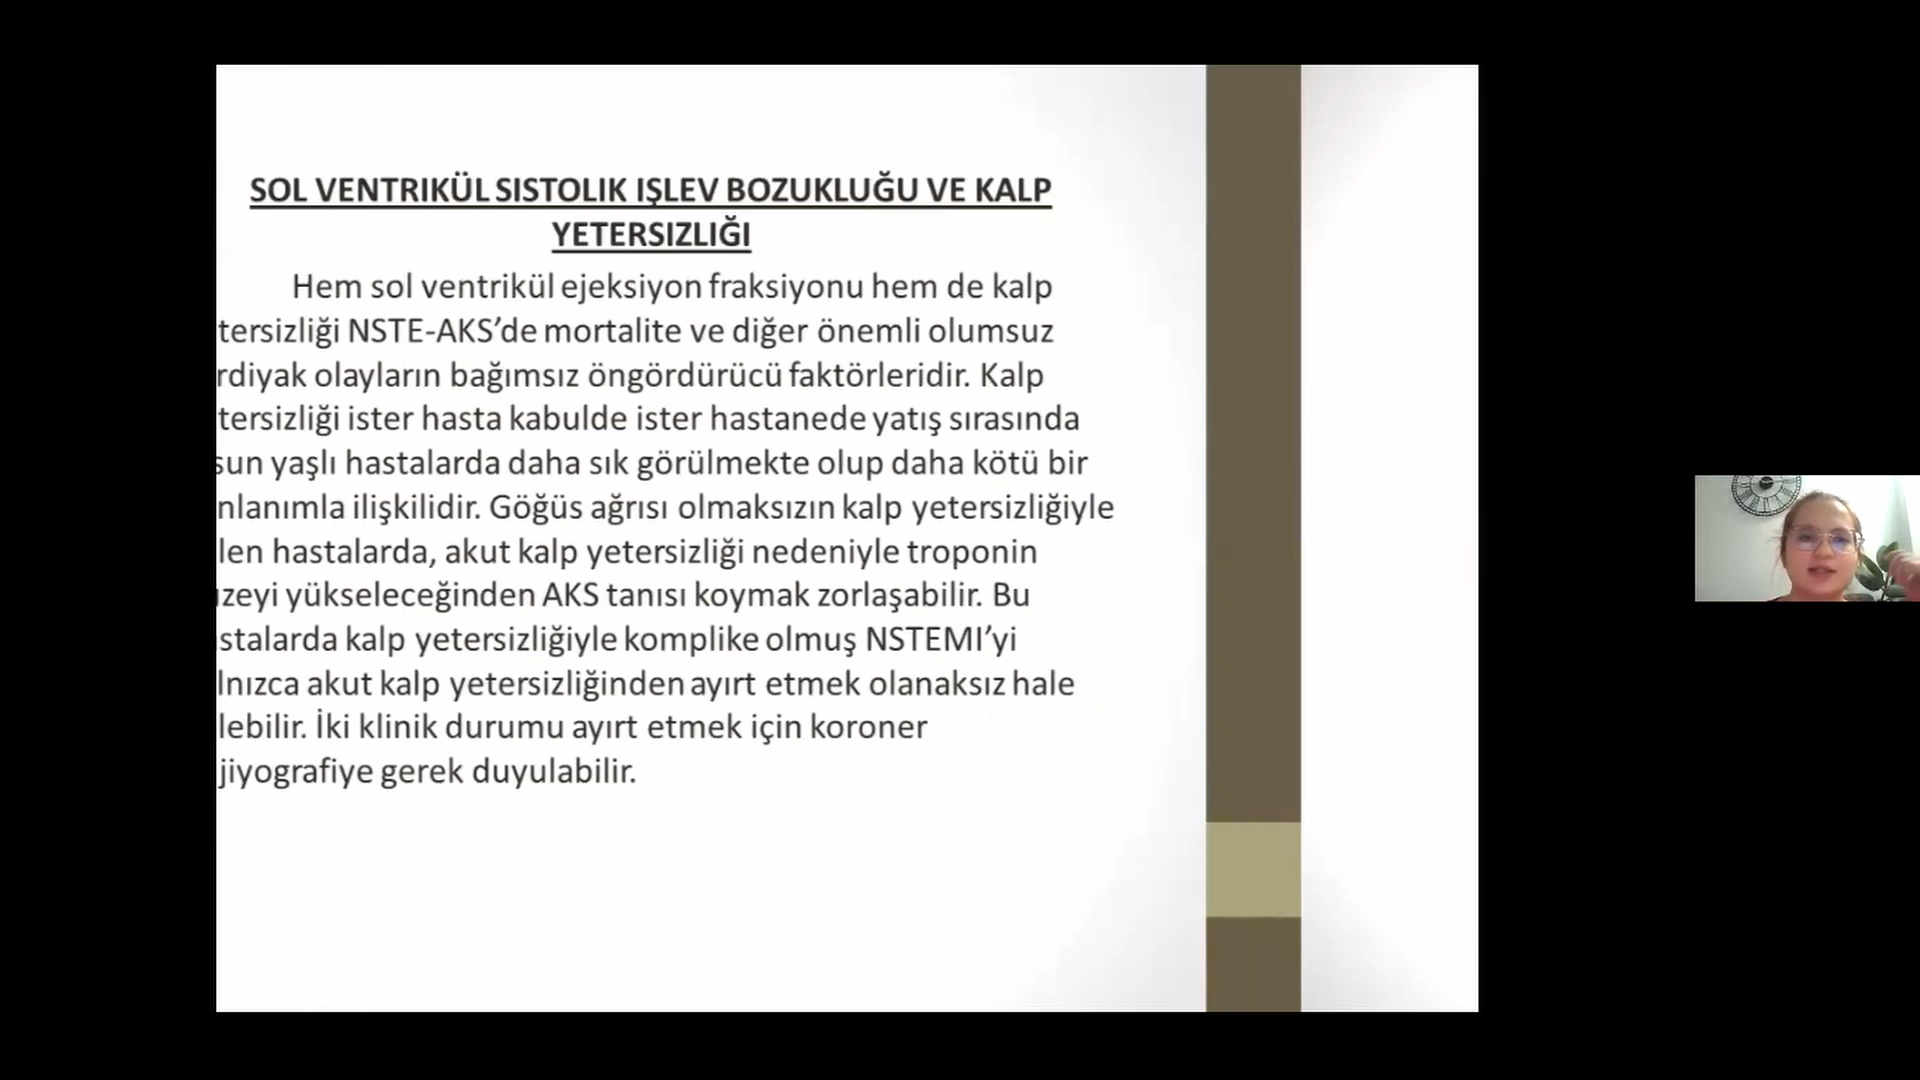 SOL VENTRIKÜL SISTOLIK IŞLEV BOZUKLUĞU VE KALP
YETERSIZLIĞI
Hem sol ventrikül ejeksiyon fraksiyonu hem de kalp
tersizliği NSTE-AKS’de mortalite ve diğer önemli olumsuz
rdiyak olayların bağımsız öngördürücü faktörleridir. Kalp
tersizliği ister hasta kabulde ister hastanede yatış sırasında
sun yaşlı hastalarda daha sık görülmekte olup daha kötü bir
nlanımla ilişkilidir. Göğüs ağrısı olmaksızın kalp yetersizliğiyle
len hastalarda, akut kalp yetersizliği nedeniyle troponin
zeyi yükseleceğinden AKS tanısı koymak zorlaşabilir. Bu
stalarda kalp yetersizliğiyle komplike olmuş NSTEMI’yi
lnızca akut kalp yetersizliğinden ayırt etmek olanaksız hale
lebilir. İki klinik durumu ayırt etmek için koroner
jiyografiye gerek duyulabilir.